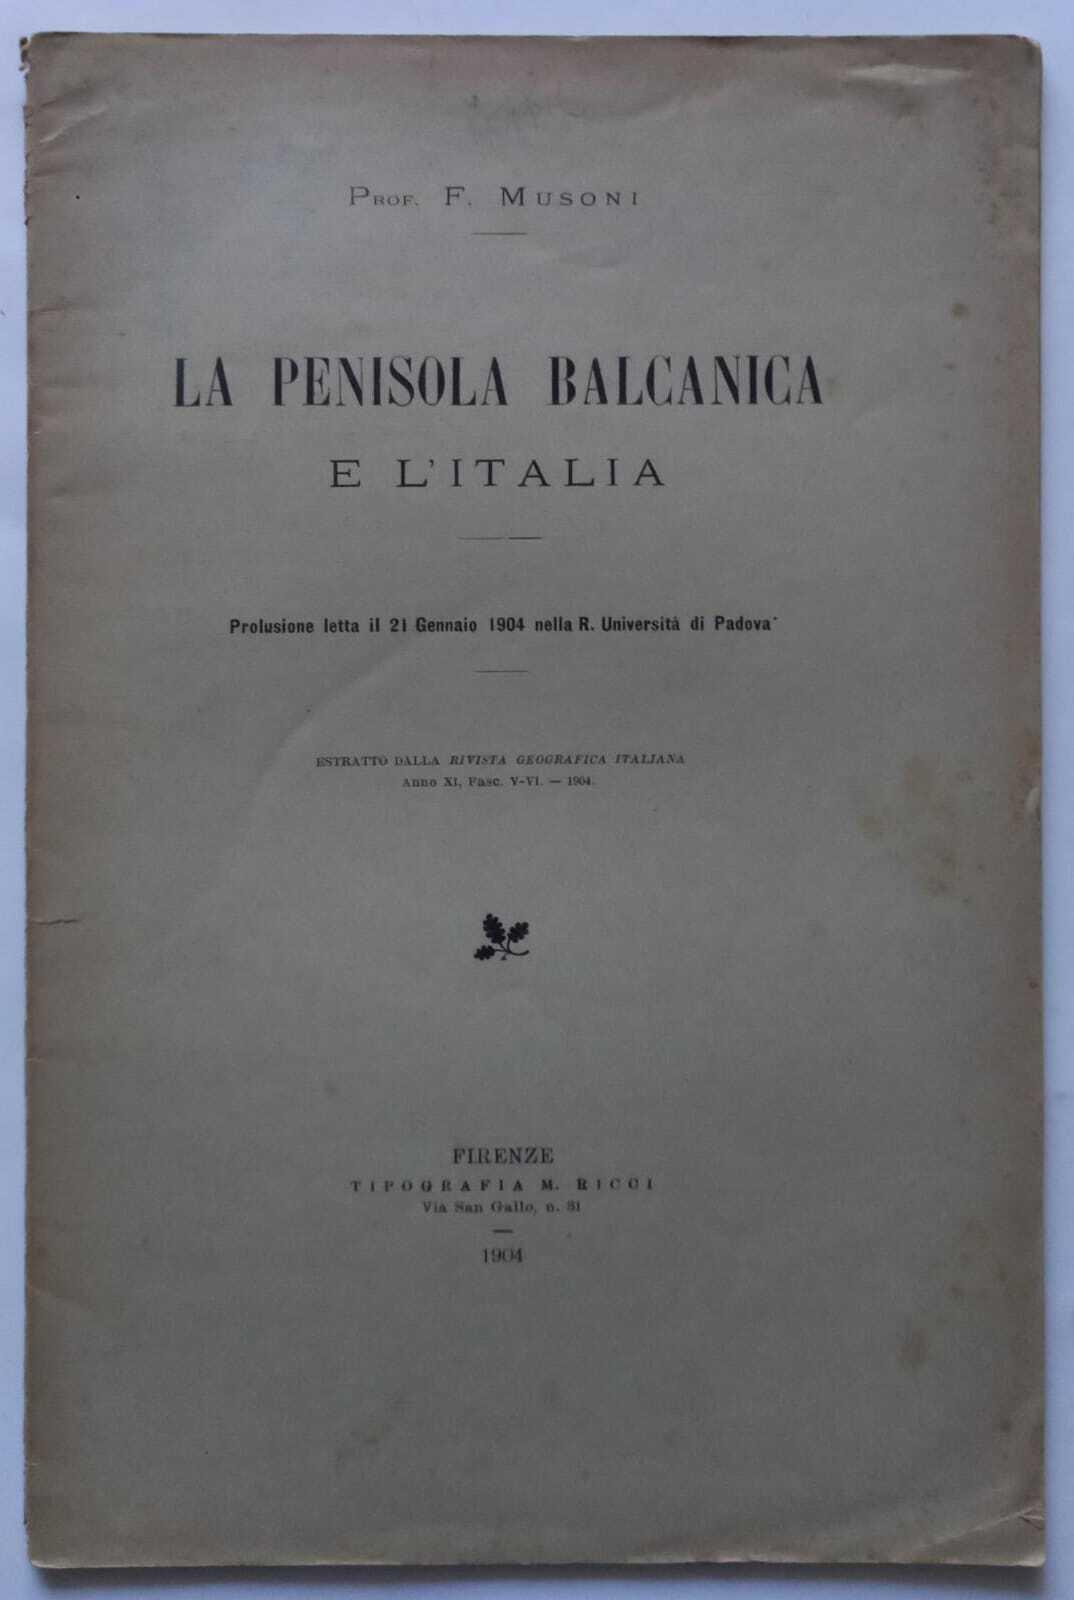 PROF. F. MUSONI
LA PENISOLA BALCANICA
E L'ITALIA
Prolusione letta il 21 Gennaio 1904 nella R. Università di Padova
ESTRATTO DALLA RIVISTA GEOGRAFICA ITALIANA
Anno XI, Fasc. V-VI. — 1904.
FIRENZE
TIPOGRAFIA M. RICCI
Via San Gallo, n. 31
1904